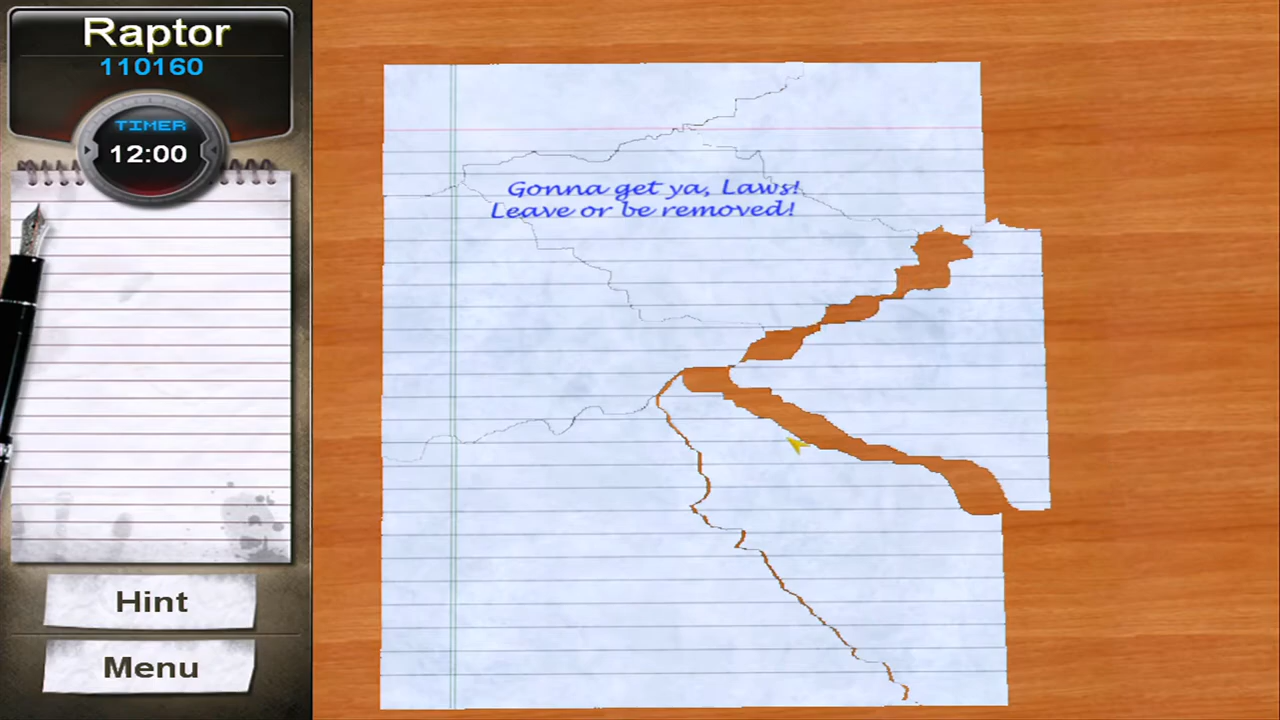 Raptor
110160
TIMER
12:00
Gonna get ya, Laws!
Leave or be removed!
Hint
Menu